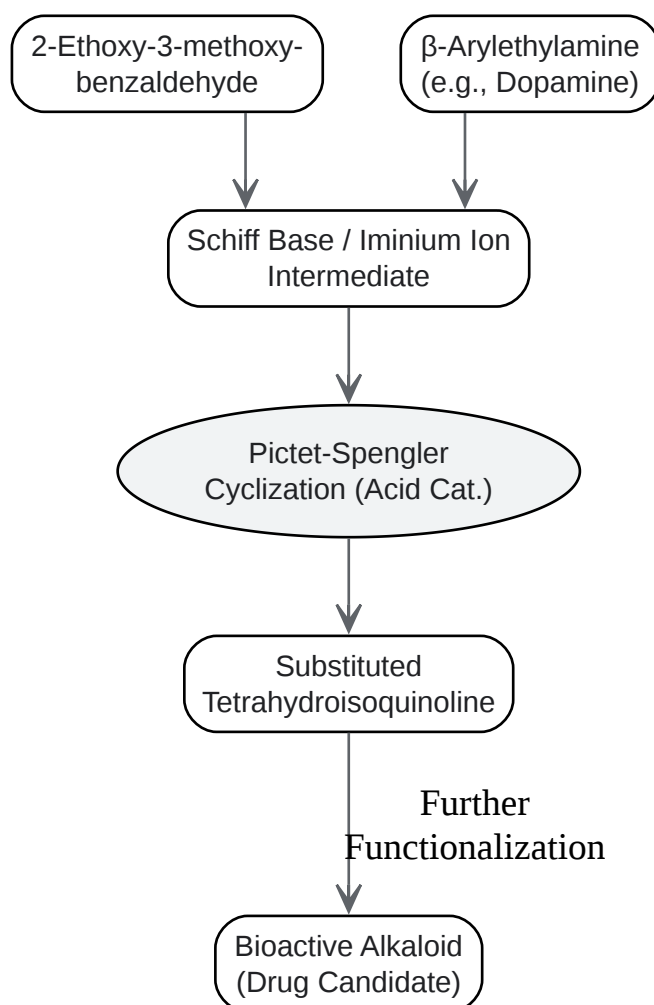 2-Ethoxy-3-methoxy-
benzaldehyde
β-Arylethylamine
(e.g., Dopamine)
Schiff Base / Iminium Ion
Intermediate
Pictet-Spengler
Cyclization (Acid Cat.)
Substituted
Tetrahydroisoquinoline
Further
Functionalization
Bioactive Alkaloid
(Drug Candidate)